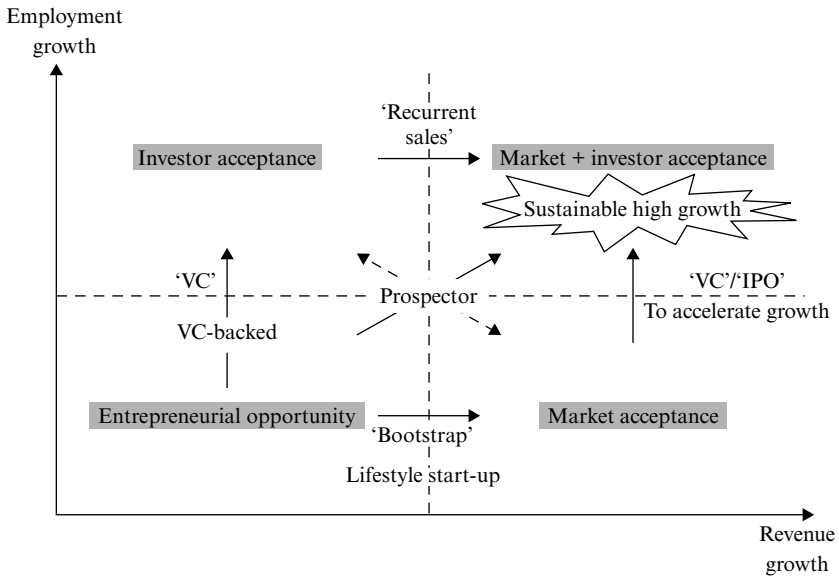 Employment
growth
‘Recurrent
sales’
Investor acceptance
Market + investor acceptance
Sustainable high growth
‘VC’
Prospector
‘VC’/‘IPO’
To accelerate growth
VC-backed
Entrepreneurial opportunity
Market acceptance
‘Bootstrap’
Lifestyle start-up
Revenue
growth